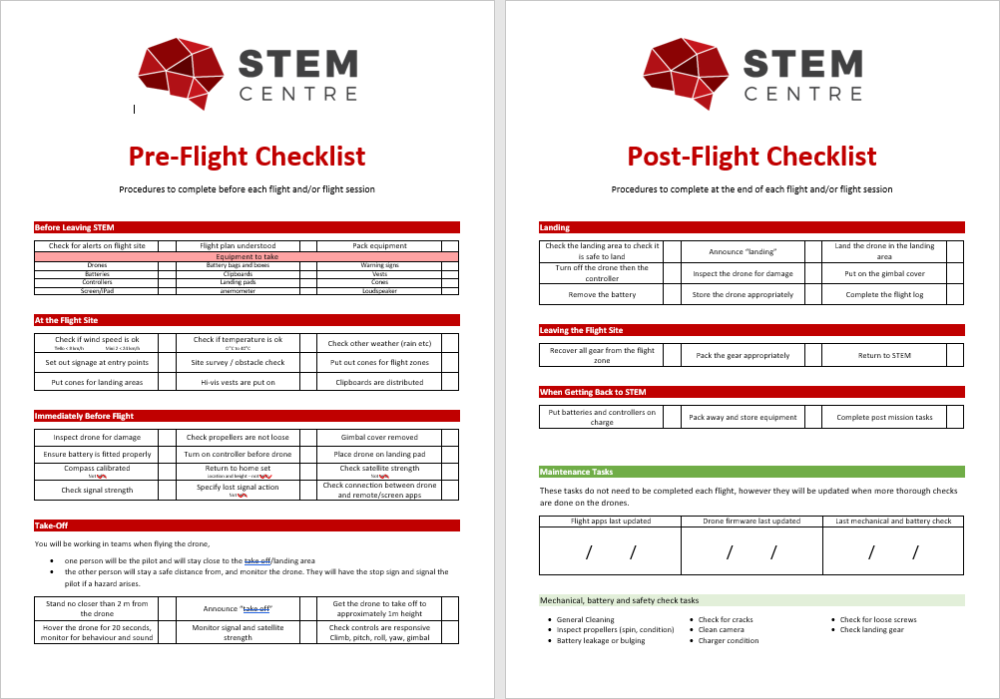 STEM
CENTRE
Pre-Flight Checklist
Procedures to complete before each flight and/or flight session
Before Leaving STEM
Check for alerts on flight site
Flight plan understood
Pack equipment
Equipment to take
Drones
Battery bags and boxes
Warning signs
Batteries
Clipboards
Vests
Controllers
Landing pads
Cones
Screen/iPad
anemometer
Loudspeaker
At the Flight Site
Check if wind speed is ok
Check if temperature is ok
Check other weather (rain etc)
Set out signage at entry points
Site survey / obstacle check
Put out cones for flight zones
Put cones for landing areas
Hi-vis vests are put on
Clipboards are distributed
Immediately Before Flight
Inspect drone for damage
Check propellers are not loose
Gimbal cover removed
Ensure battery is fitted properly
Turn on controller before drone
Place drone on landing pad
Compass calibrated
Not
Return to home set
location and height – not
Check satellite strength
Not
Check signal strength
Specify lost signal action
Not
Check connection between drone
and remote/screen apps
Take-Off
You will be working in teams when flying the drone,
• one person will be the pilot and will stay close to the take off/landing area
• the other person will stay a safe distance from, and monitor the drone. They will have the stop sign and signal the
pilot if a hazard arises.
Stand no closer than 2 m from
the drone
Announce “take off”
Get the drone to take off to
approximately 1m height
Hover the drone for 20 seconds,
monitor for behaviour and sound
Monitor signal and satellite
strength
Check controls are responsive
Climb, pitch, roll, yaw, gimbal
STEM
CENTRE
Post-Flight Checklist
Procedures to complete at the end of each flight and/or flight session
Landing
Check the landing area to check it
is safe to land
Announce “landing”
Land the drone in the landing
area
Turn off the drone then the
controller
Inspect the drone for damage
Put on the gimbal cover
Remove the battery
Store the drone appropriately
Complete the flight log
Leaving the Flight Site
Recover all gear from the flight
zone
Pack the gear appropriately
Return to STEM
When Getting Back to STEM
Put batteries and controllers on
charge
Pack away and store equipment
Complete post mission tasks
Maintenance Tasks
These tasks do not need to be completed each flight, however they will be updated when more thorough checks
are done on the drones.
Flight apps last updated
Drone firmware last updated
Last mechanical and battery check
/ /
/ /
/ /
Mechanical, battery and safety check tasks
• General Cleaning
• Inspect propellers (spin, condition)
• Battery leakage or bulging
• Check for cracks
• Clean camera
• Charger condition
• Check for loose screws
• Check landing gear